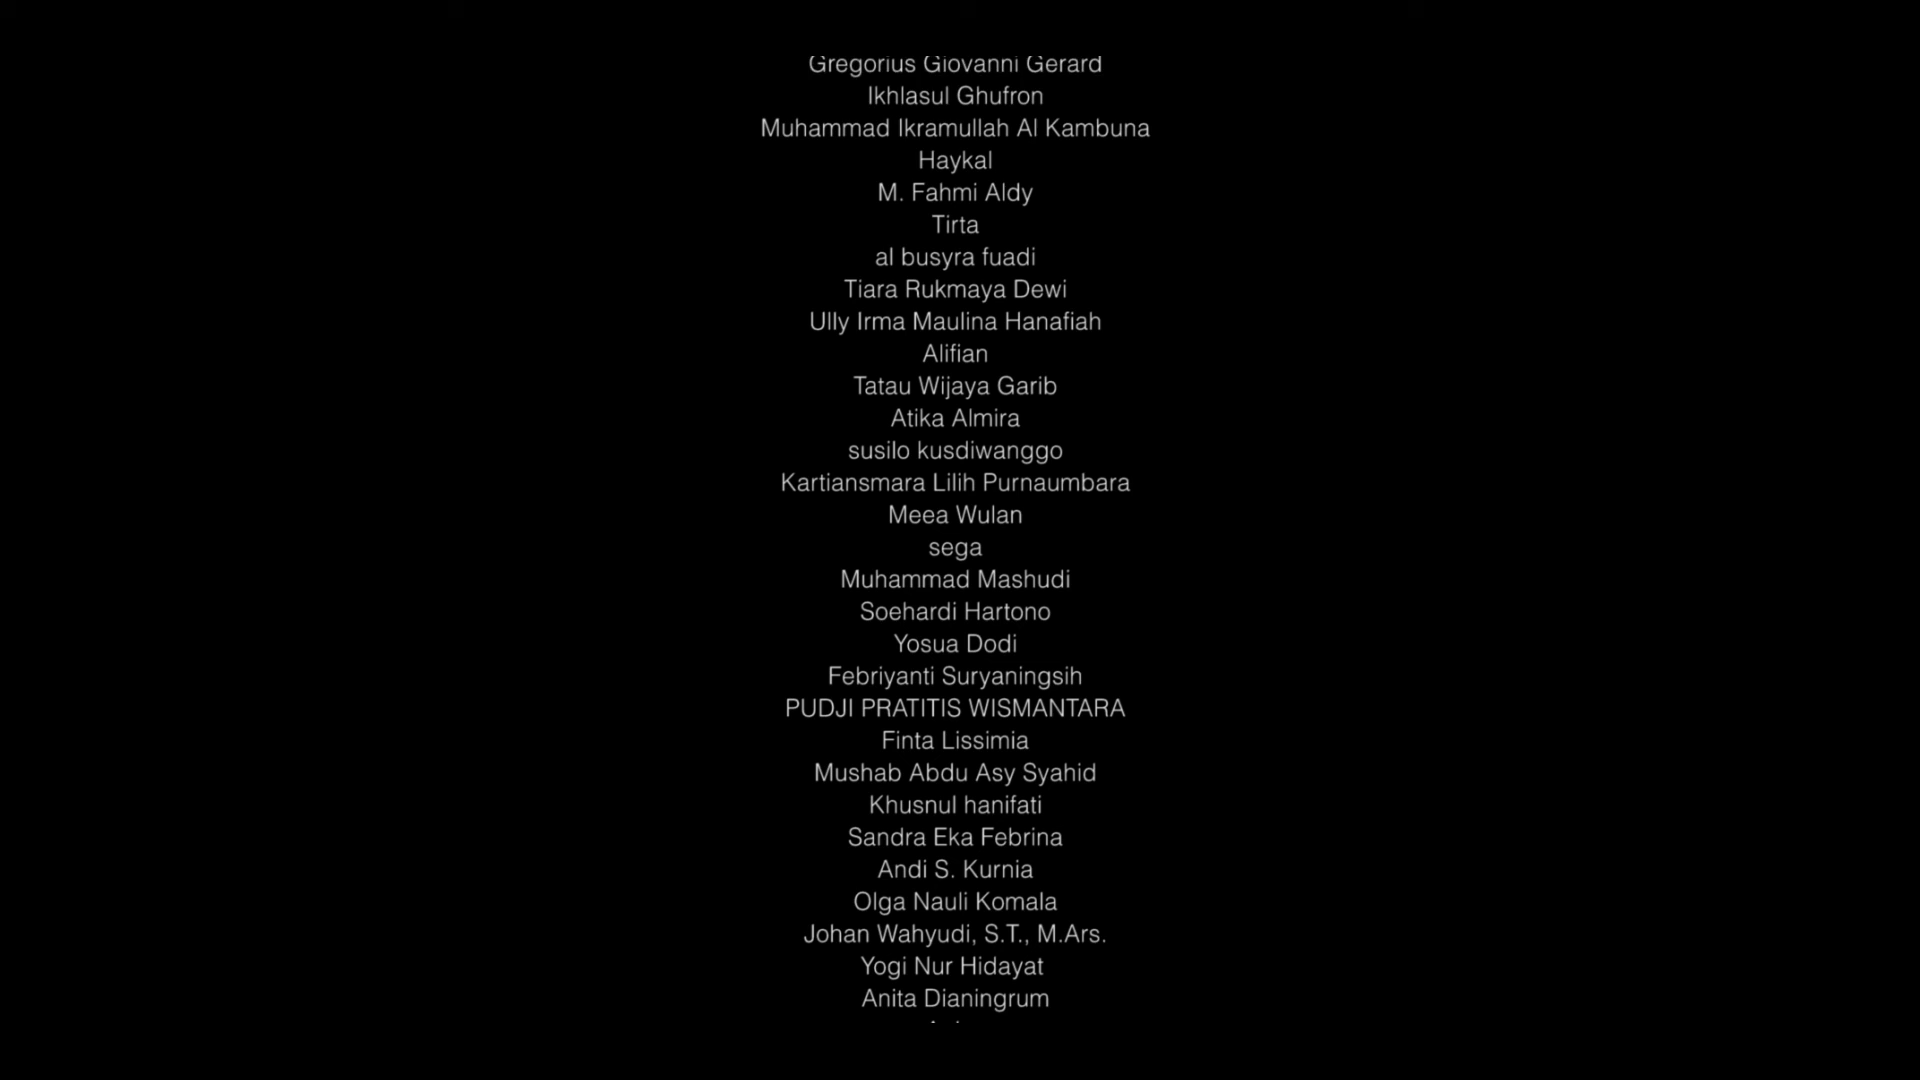 Gregorius Giovanni Gerard
Ikhlasul Ghufron
Muhammad Ikramullah Al Kambuna
Haykal
M. Fahmi Aldy
Tirta
al busyra fuadi
Tiara Rukmaya Dewi
Ully Irma Maulina Hanafiah
Alifian
Tatau Wijaya Garib
Atika Almira
susilo kusdiwanggo
Kartiansmara Lilih Purnaumbara
Meea Wulan
sega
Muhammad Mashudi
Soehardi Hartono
Yosua Dodi
Febriyanti Suryaningsih
PUDJI PRATITIS WISMANTARA
Finta Lissimia
Mushab Abdu Asy Syahid
Khusnul hanifati
Sandra Eka Febrina
Andi S. Kurnia
Olga Nauli Komala
Johan Wahyudi, S.T., M.Ars.
Yogi Nur Hidayat
Anita Dianingrum